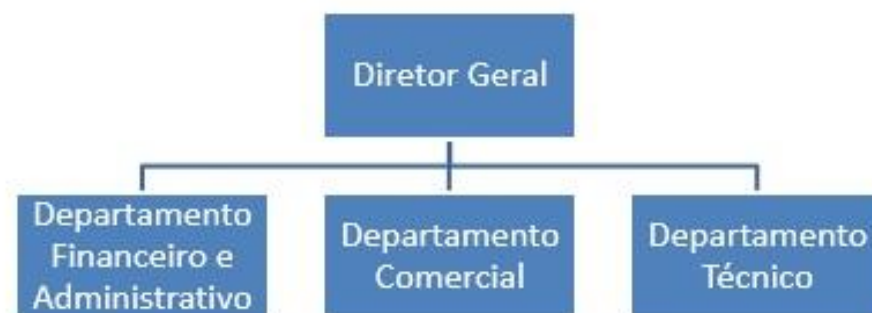 Diretor Geral
Departamento
Financeiro e
Administrativo
Departamento
Comercial
Departamento
Técnico